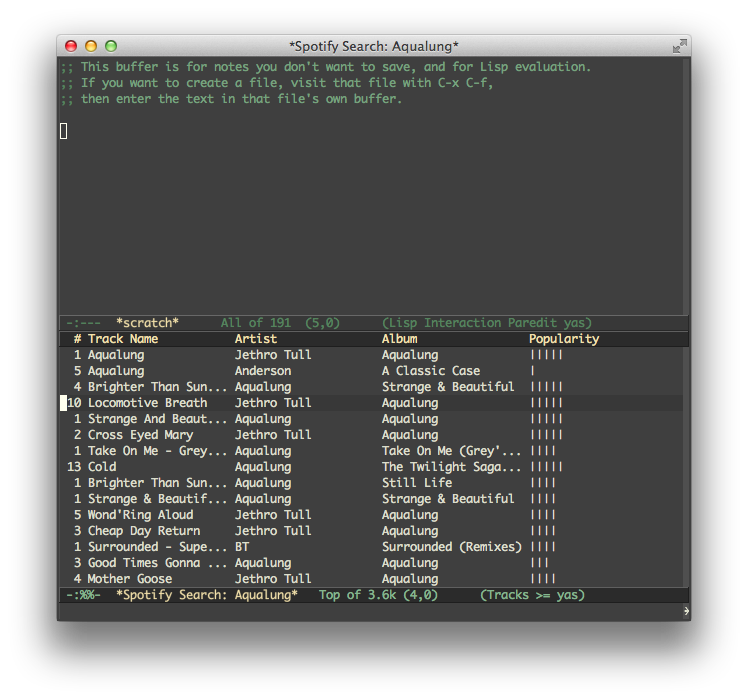 *Spotify Search: Aqualung*
;; This buffer is for notes you don't want to save, and for Lisp evaluation.
;; If you want to create a file, visit that file with C-x C-f,
;; then enter the text in that file's own buffer.
-:--- *scratch* All of 191 (5,0) (Lisp Interaction Paredit yas)
# Track Name Artist Album Popularity
1 Aqualung Jethro Tull Aqualung |||||
5 Aqualung Anderson A Classic Case |
4 Brighter Than Sun... Aqualung Strange & Beautiful |||||
10 Locomotive Breath Jethro Tull Aqualung |||||
1 Strange And Beaut... Aqualung Aqualung |||||
2 Cross Eyed Mary Jethro Tull Aqualung |||||
1 Take On Me - Grey... Aqualung Take On Me (Grey'... ||||
13 Cold Aqualung The Twilight Saga... |||||
1 Brighter Than Sun... Aqualung Still Life ||||
1 Strange & Beautif... Aqualung Strange & Beautiful ||||
5 Wond'Ring Aloud Jethro Tull Aqualung ||||
3 Cheap Day Return Jethro Tull Aqualung ||||
1 Surrounded - Supe... BT Surrounded (Remixes) ||||
3 Good Times Gonna ... Aqualung Aqualung |||
4 Mother Goose Jethro Tull Aqualung ||||
-:%%- *Spotify Search: Aqualung* Top of 3.6k (4,0) (Tracks >= yas)